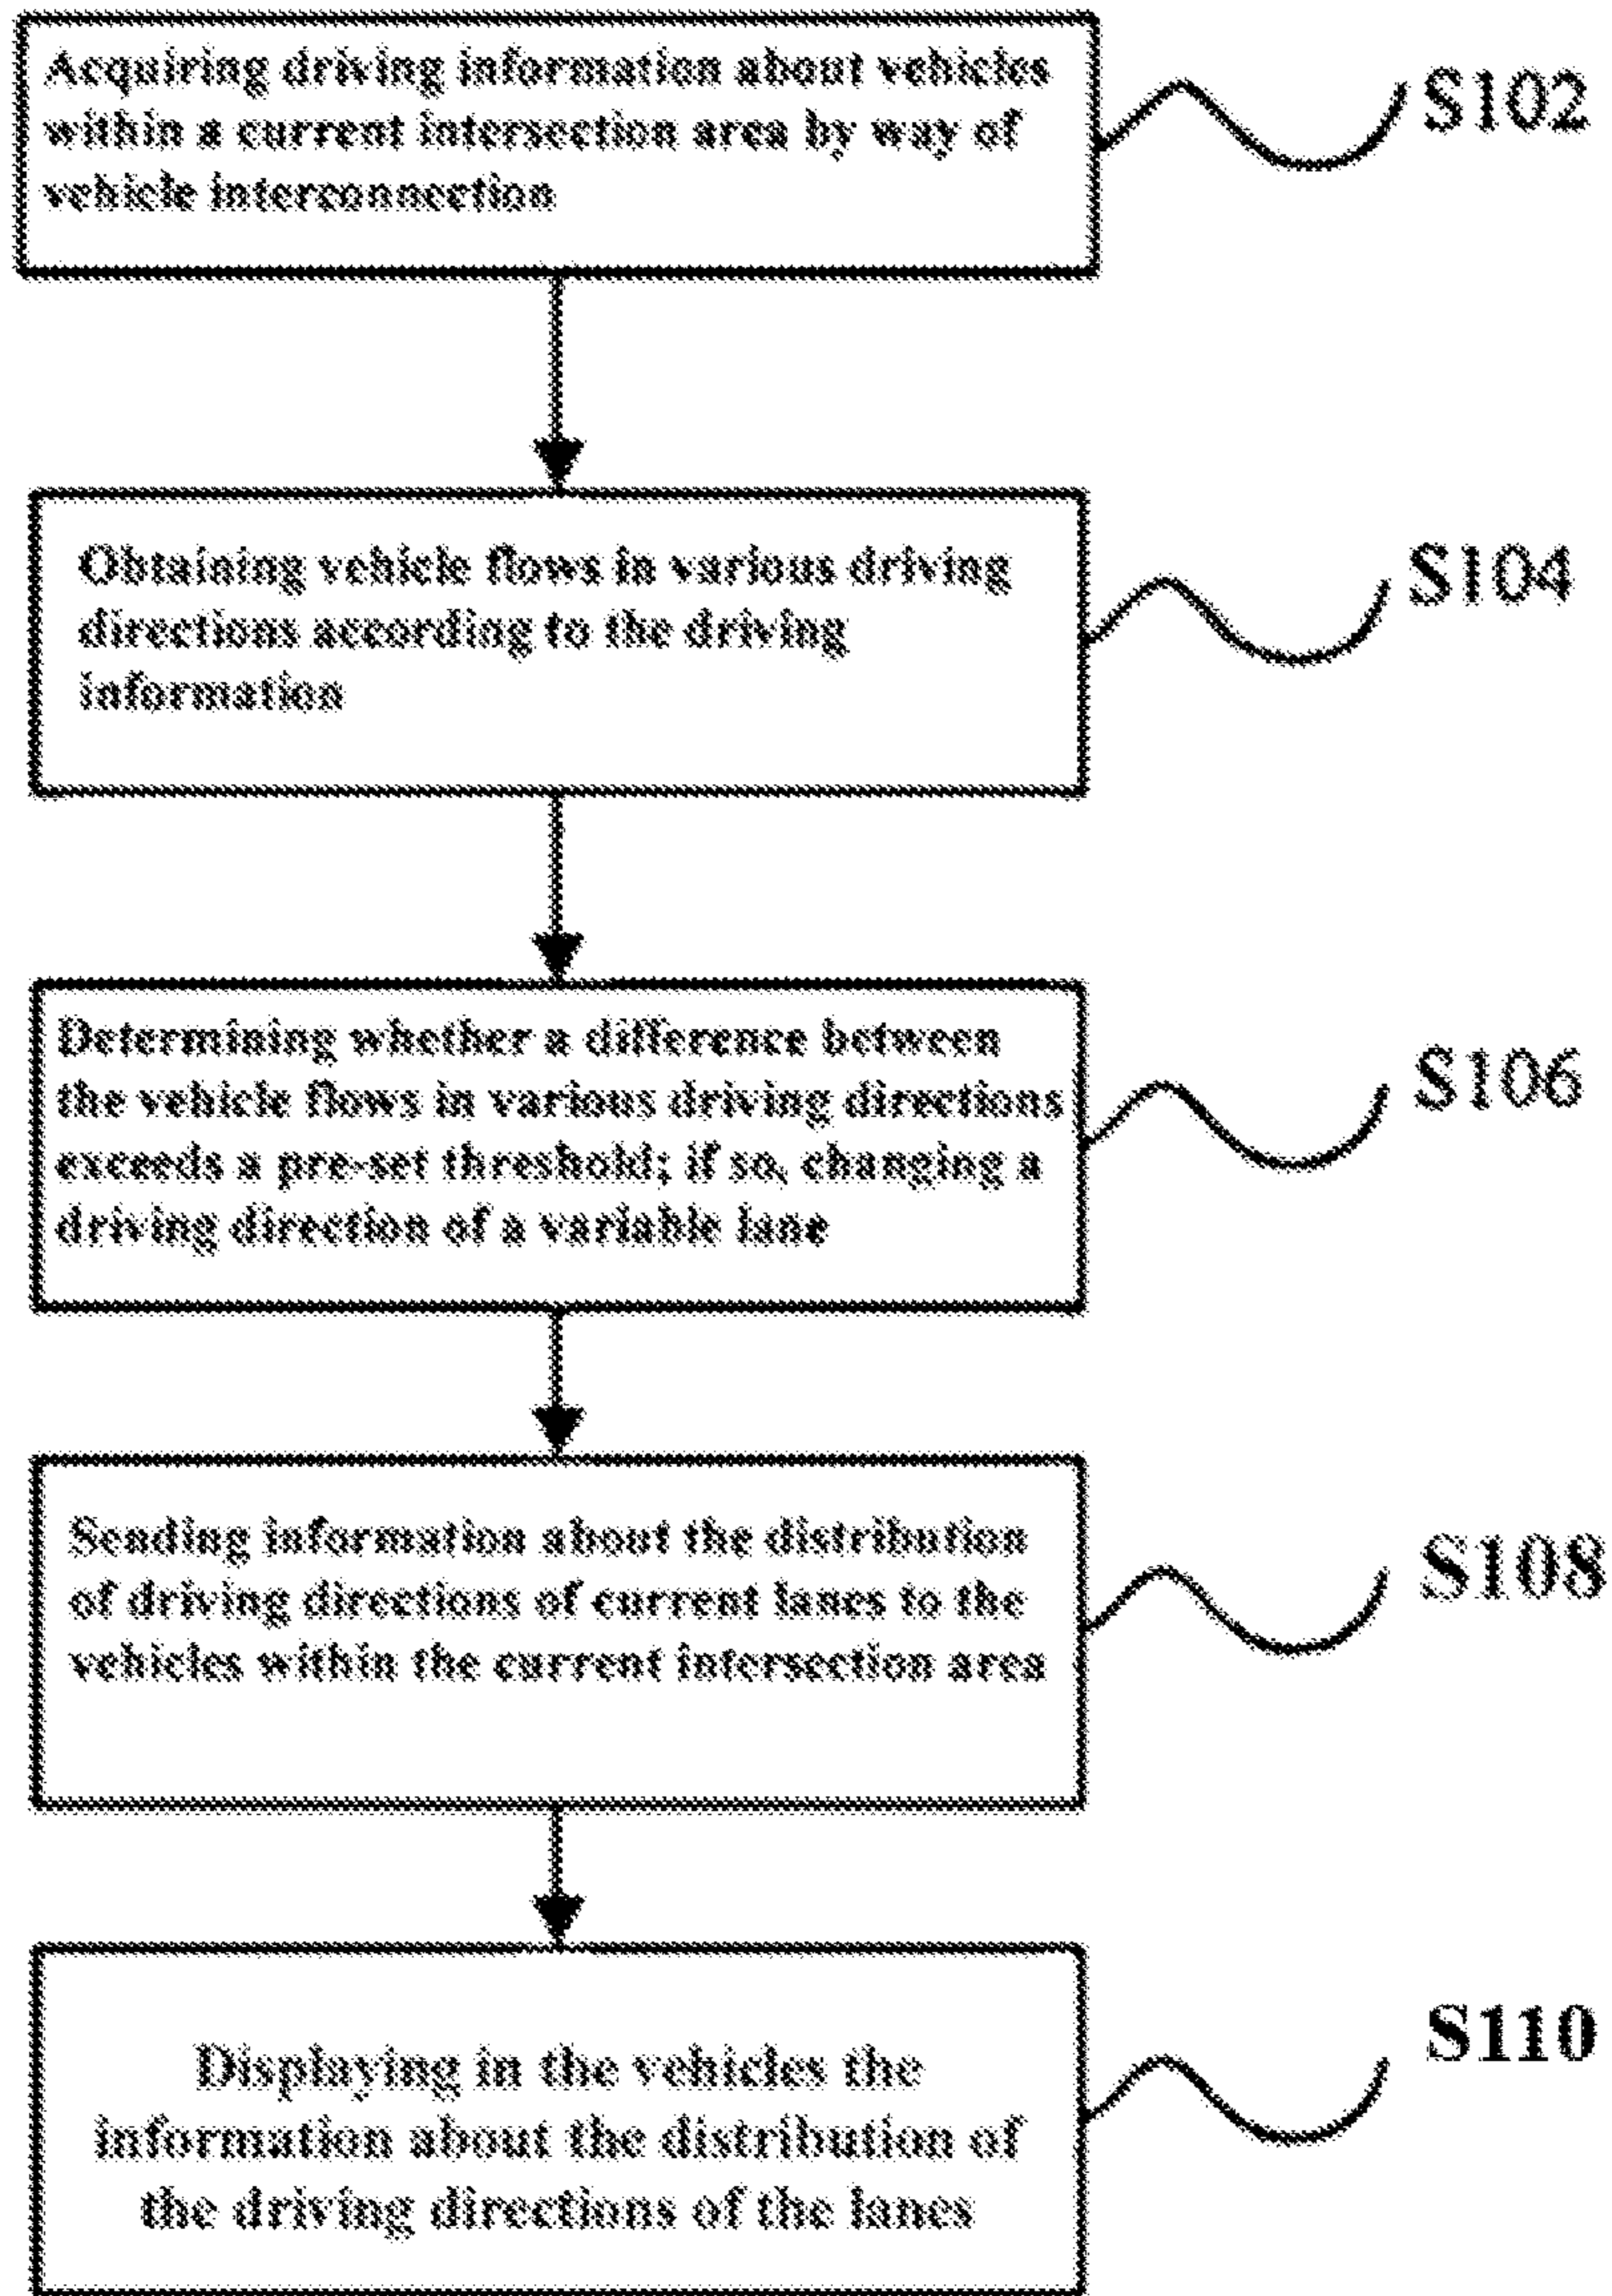 Acquiring driving information about vehicles
within a current intersection area by way of
vehicle interconnection
S102
Obtaining vehicle flows in various driving
directions according to the driving
information
S104
Determining whether a difference between
the vehicle flows in various driving directions
exceeds a pre-set threshold; if so, changing a
driving direction of a variable lane
S106
Sending information about the distribution
of driving directions of current lanes to the
vehicles within the current intersection area
S108
Displaying in the vehicles the
information about the distribution of
the driving directions of the lanes
S110